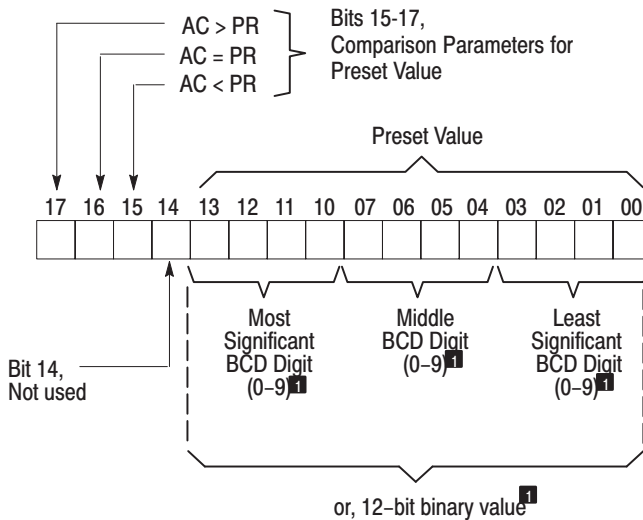 AC > PR
AC = PR
AC < PR
Bits 15-17,
Comparison Parameters for
Preset Value
Preset Value
17 16 15 14 13 12 11 10 07 06 05 04 03 02 01 00
Bit 14,
Not used
Most
Significant
BCD Digit
(0–9) 1
Middle
BCD Digit
(0–9) 1
Least
Significant
BCD Digit
(0–9) 1
or, 12–bit binary value 1